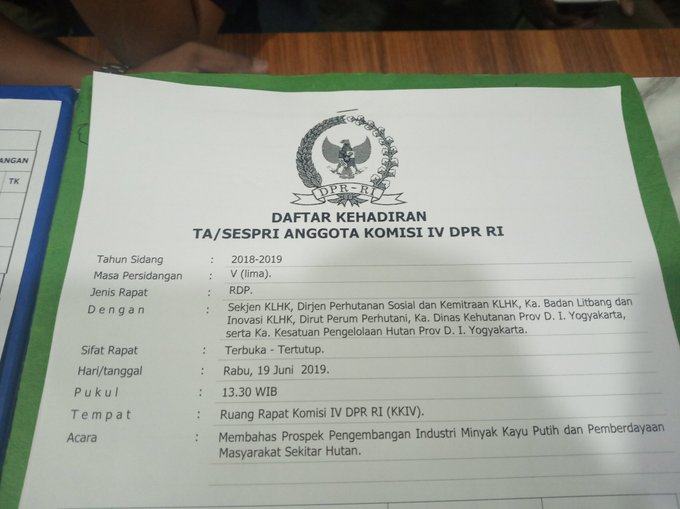 ANGAN
TK
DPR-RI
DAFTAR KEHADIRAN
TA/SESPRI ANGGOTA KOMISI IV DPR RI
Tahun Sidang : 2018-2019
Masa Persidangan : V (lima).
Jenis Rapat : RDP.
D e n g a n : Sekjen KLHK, Dirjen Perhutanan Sosial dan Kemitraan KLHK, Ka. Badan Litbang dan
Inovasi KLHK, Dirut Perum Perhutani, Ka. Dinas Kehutanan Prov D. I. Yogyakarta,
serta Ka. Kesatuan Pengelolaan Hutan Prov D. I. Yogyakarta.
Sifat Rapat : Terbuka - Tertutup.
Hari/tanggal : Rabu, 19 Juni 2019.
P u k u l : 13.30 WIB
T e m p a t : Ruang Rapat Komisi IV DPR RI (KKIV).
Acara : Membahas Prospek Pengembangan Industri Minyak Kayu Putih dan Pemberdayaan
Masyarakat Sekitar Hutan.